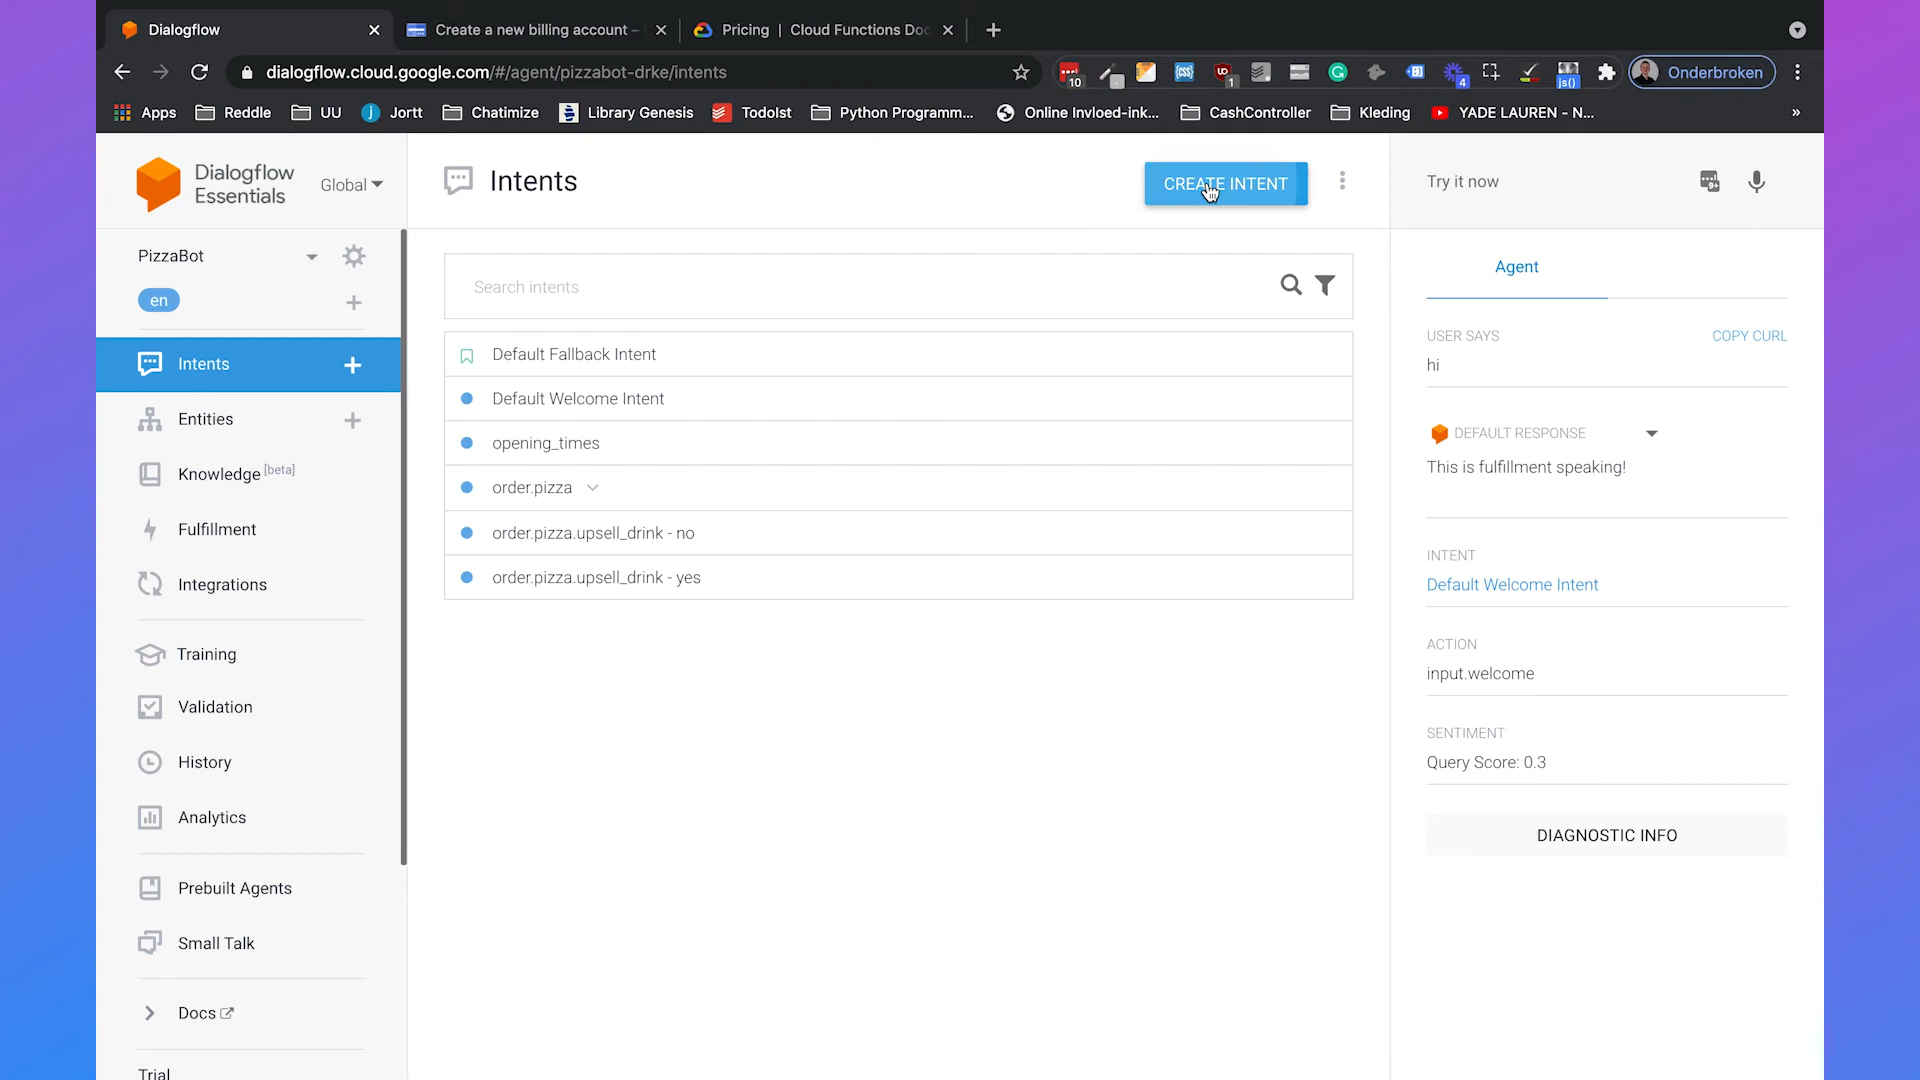 Dialogflow
Create a new billing account –
Pricing | Cloud Functions Doc
dialogflow.cloud.google.com/#/agent/pizzabot-drke/intents
10
1
4
js()
Onderbroken
Apps
Reddle
UU
Jortt
Chatimize
Library Genesis
TodoIst
Python Programm...
Online Invloed-ink...
CashController
Kleding
YADE LAUREN - N...
»
Dialogflow
Essentials
Global
Intents
CREATE INTENT
Try it now
PizzaBot
en
Search intents
Agent
Intents
Entities
Knowledge [beta]
Fulfillment
Integrations
Training
Validation
History
Analytics
Prebuilt Agents
Small Talk
Docs
Trial
Default Fallback Intent
Default Welcome Intent
opening_times
order.pizza
order.pizza.upsell_drink - no
order.pizza.upsell_drink - yes
USER SAYS
COPY CURL
hi
DEFAULT RESPONSE
This is fulfillment speaking!
INTENT
Default Welcome Intent
ACTION
input.welcome
SENTIMENT
Query Score: 0.3
DIAGNOSTIC INFO